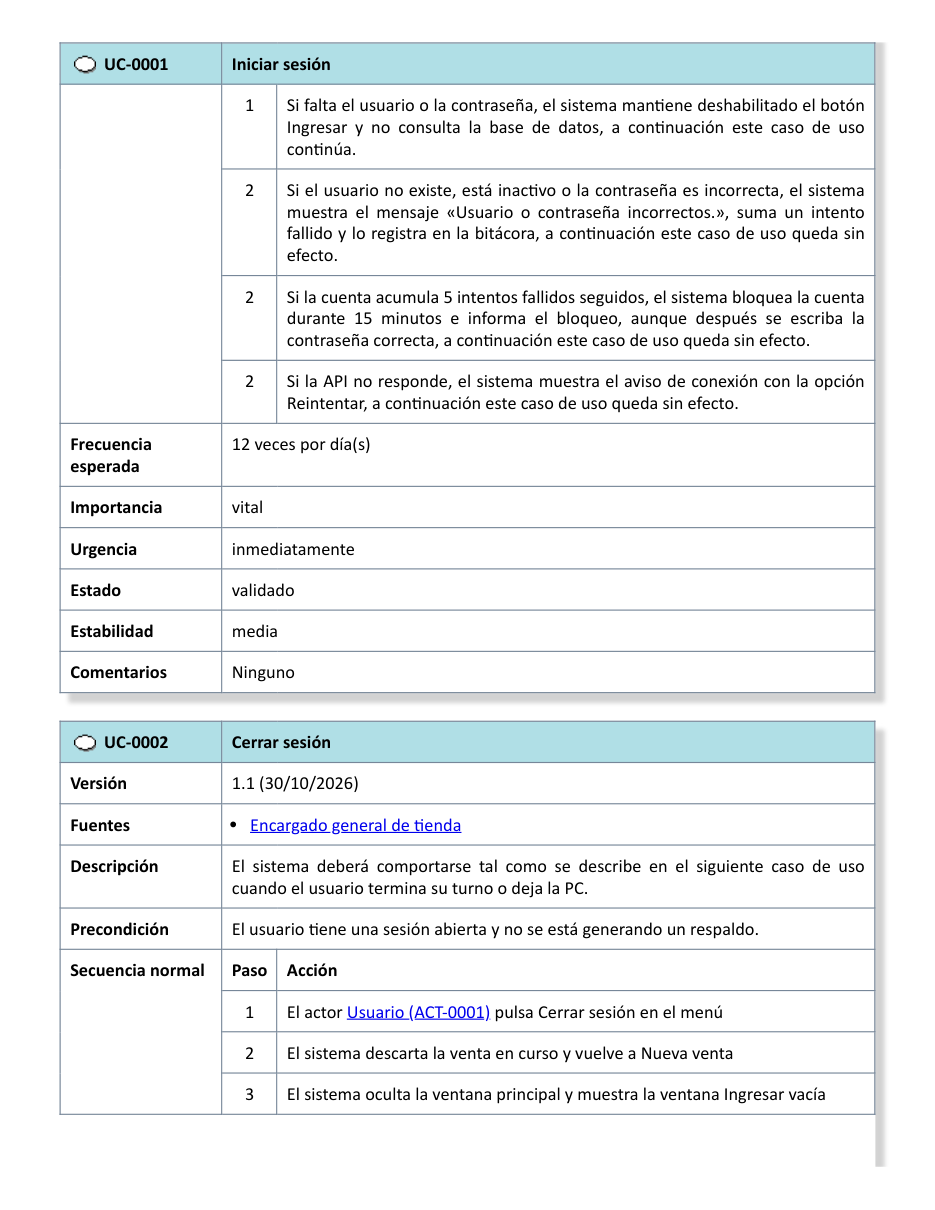 UC-0001 Iniciar sesión
1 Si falta el usuario o la contraseña, el sistema mantiene deshabilitado el botón
Ingresar y no consulta la base de datos, a continuación este caso de uso
continúa.
2 Si el usuario no existe, está inactivo o la contraseña es incorrecta, el sistema
muestra el mensaje «Usuario o contraseña incorrectos.», suma un intento
fallido y lo registra en la bitácora, a continuación este caso de uso queda sin
efecto.
2 Si la cuenta acumula 5 intentos fallidos seguidos, el sistema bloquea la cuenta
durante 15 minutos e informa el bloqueo, aunque después se escriba la
contraseña correcta, a continuación este caso de uso queda sin efecto.
2 Si la API no responde, el sistema muestra el aviso de conexión con la opción
Reintentar, a continuación este caso de uso queda sin efecto.
Frecuencia
esperada
12 veces por día(s)
Importancia vital
Urgencia inmediatamente
Estado validado
Estabilidad media
Comentarios Ninguno
UC-0002 Cerrar sesión
Versión 1.1 (30/10/2026)
Fuentes • Encargado general de tienda
Descripción El sistema deberá comportarse tal como se describe en el siguiente caso de uso
cuando el usuario termina su turno o deja la PC.
Precondición El usuario tiene una sesión abierta y no se está generando un respaldo.
Secuencia normal Paso Acción
1 El actor Usuario (ACT-0001) pulsa Cerrar sesión en el menú
2 El sistema descarta la venta en curso y vuelve a Nueva venta
3 El sistema oculta la ventana principal y muestra la ventana Ingresar vacía